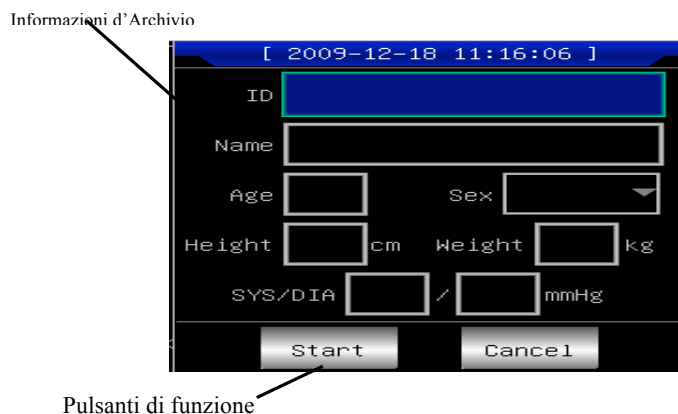 Informazioni d'Archivio
[ 2009-12-18 11:16:06 ]
ID
Name
Age Sex
Height cm Weight kg
SYS/DIA / mmHg
Start Cancel
Pulsanti di funzione